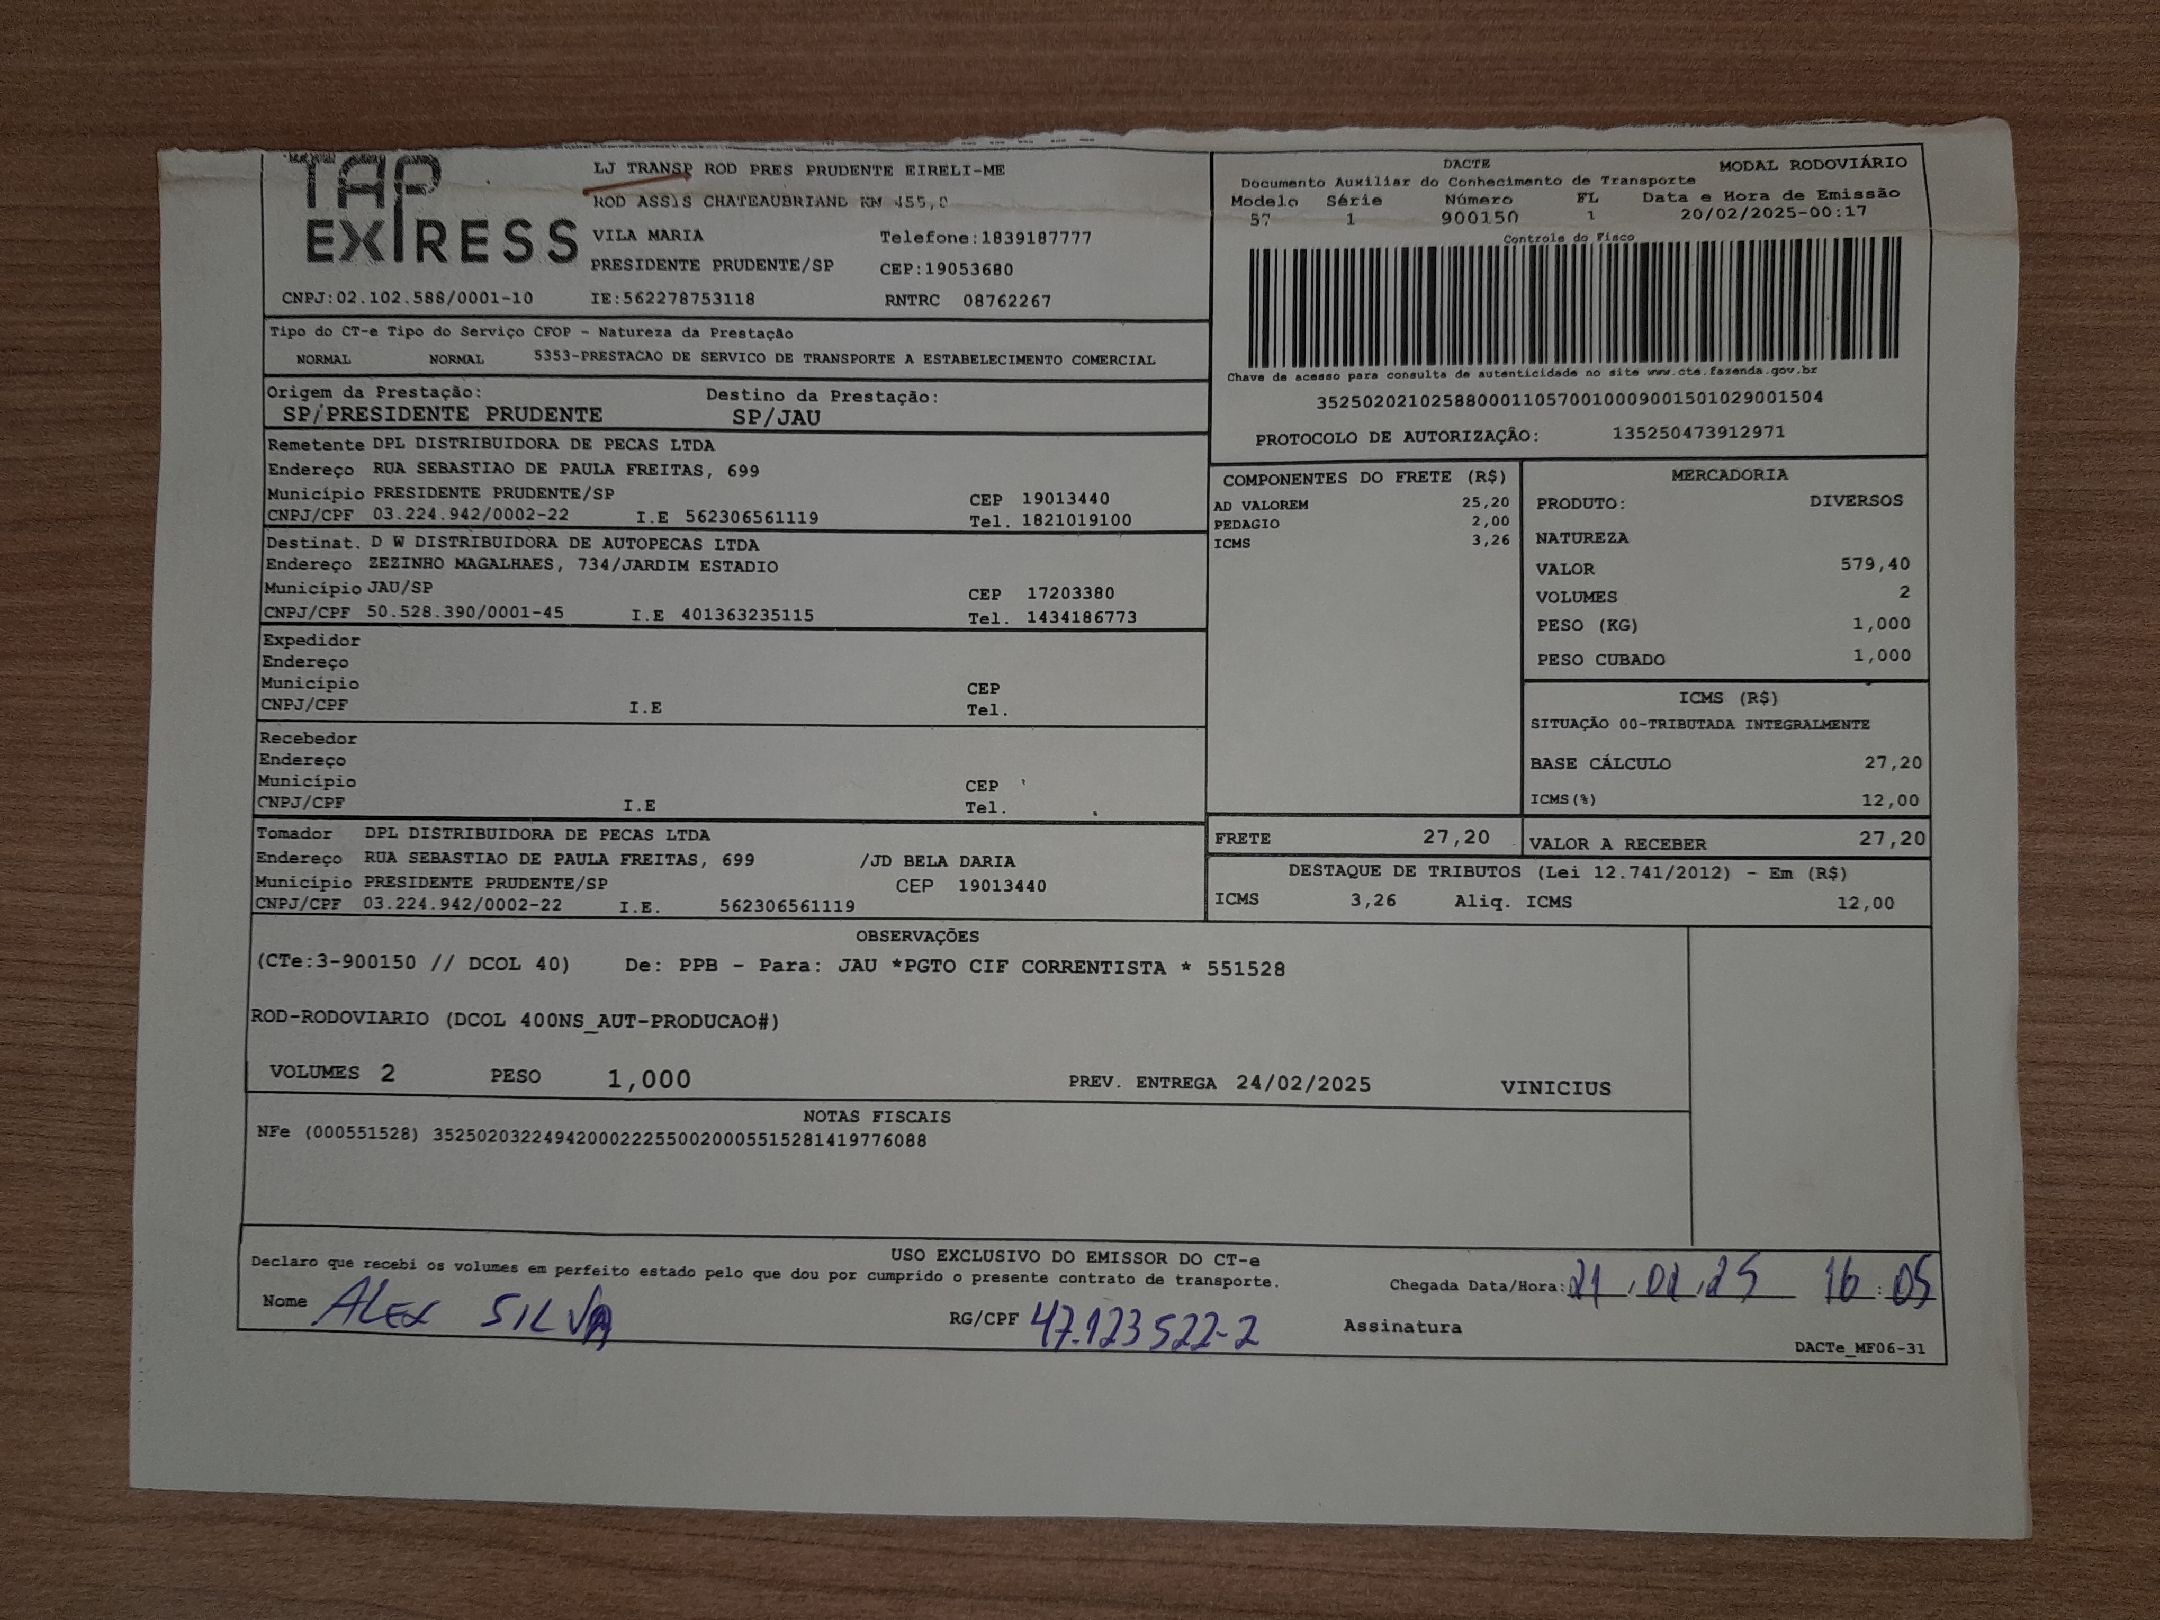 TAP
EXPRESS
LJ TRANSP ROD PRES PRUDENTE EIRELI-ME
ROD ASSIS CHATEAUBRIAND KM 455,0
VILA MARIA Telefone:1839187777
PRESIDENTE PRUDENTE/SP CEP:19053680
CNPJ:02.102.588/0001-10 IE:562278753118 RNTRC 08762267
DACTE MODAL RODOVIÁRIO
Documento Auxiliar do Conhecimento de Transporte
Modelo Série Número FL Data e Hora de Emissão
57 1 900150 1 20/02/2025-00:17
Controle do Fisco
Chave de acesso para consulta de autenticidade no site www.cte.fazenda.gov.br
35250202102588000110570010009001501029001504
PROTOCOLO DE AUTORIZAÇÃO: 135250473912971
Tipo do CT-e Tipo do Serviço CFOP - Natureza da Prestação
NORMAL NORMAL 5353-PRESTACAO DE SERVICO DE TRANSPORTE A ESTABELECIMENTO COMERCIAL
Origem da Prestação: Destino da Prestação:
SP/PRESIDENTE PRUDENTE SP/JAU
Remetente DPL DISTRIBUIDORA DE PECAS LTDA
Endereço RUA SEBASTIAO DE PAULA FREITAS, 699
Município PRESIDENTE PRUDENTE/SP CEP 19013440
CNPJ/CPF 03.224.942/0002-22 I.E 562306561119 Tel. 1821019100
Destinat. D W DISTRIBUIDORA DE AUTOPECAS LTDA
Endereço ZEZINHO MAGALHAES, 734/JARDIM ESTADIO
Município JAU/SP CEP 17203380
CNPJ/CPF 50.528.390/0001-45 I.E 401363235115 Tel. 1434186773
Expedidor
Endereço
Município CEP
CNPJ/CPF I.E Tel.
Recebedor
Endereço
Município CEP
CNPJ/CPF I.E Tel.
Tomador DPL DISTRIBUIDORA DE PECAS LTDA
Endereço RUA SEBASTIAO DE PAULA FREITAS, 699 /JD BELA DARIA
Município PRESIDENTE PRUDENTE/SP CEP 19013440
CNPJ/CPF 03.224.942/0002-22 I.E. 562306561119
COMPONENTES DO FRETE (R$)
AD VALOREM 25,20
PEDAGIO 2,00
ICMS 3,26
MERCADORIA
PRODUTO: DIVERSOS
NATUREZA
VALOR 579,40
VOLUMES 2
PESO (KG) 1,000
PESO CUBADO 1,000
ICMS (R$)
SITUAÇÃO 00-TRIBUTADA INTEGRALMENTE
BASE CÁLCULO 27,20
ICMS(%) 12,00
FRETE 27,20 VALOR A RECEBER 27,20
DESTAQUE DE TRIBUTOS (Lei 12.741/2012) - Em (R$)
ICMS 3,26 Aliq. ICMS 12,00
OBSERVAÇÕES
(CTe:3-900150 // DCOL 40) De: PPB - Para: JAU *PGTO CIF CORRENTISTA * 551528
ROD-RODOVIARIO (DCOL 400NS_AUT-PRODUCAO#)
VOLUMES 2 PESO 1,000 PREV. ENTREGA 24/02/2025 VINICIUS
NOTAS FISCAIS
NFe (000551528) 35250203224942000222550020005515281419776088
USO EXCLUSIVO DO EMISSOR DO CT-e
Declaro que recebi os volumes em perfeito estado pelo que dou por cumprido o presente contrato de transporte.
Chegada Data/Hora: 21,02,25 16:05
Nome ALEX SILVA RG/CPF 47.123522-2 Assinatura
DACTe_MF06-31